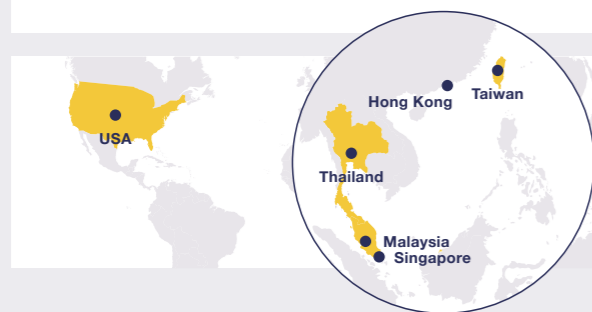 Hong Kong
Taiwan
USA
Thailand
Malaysia
Singapore